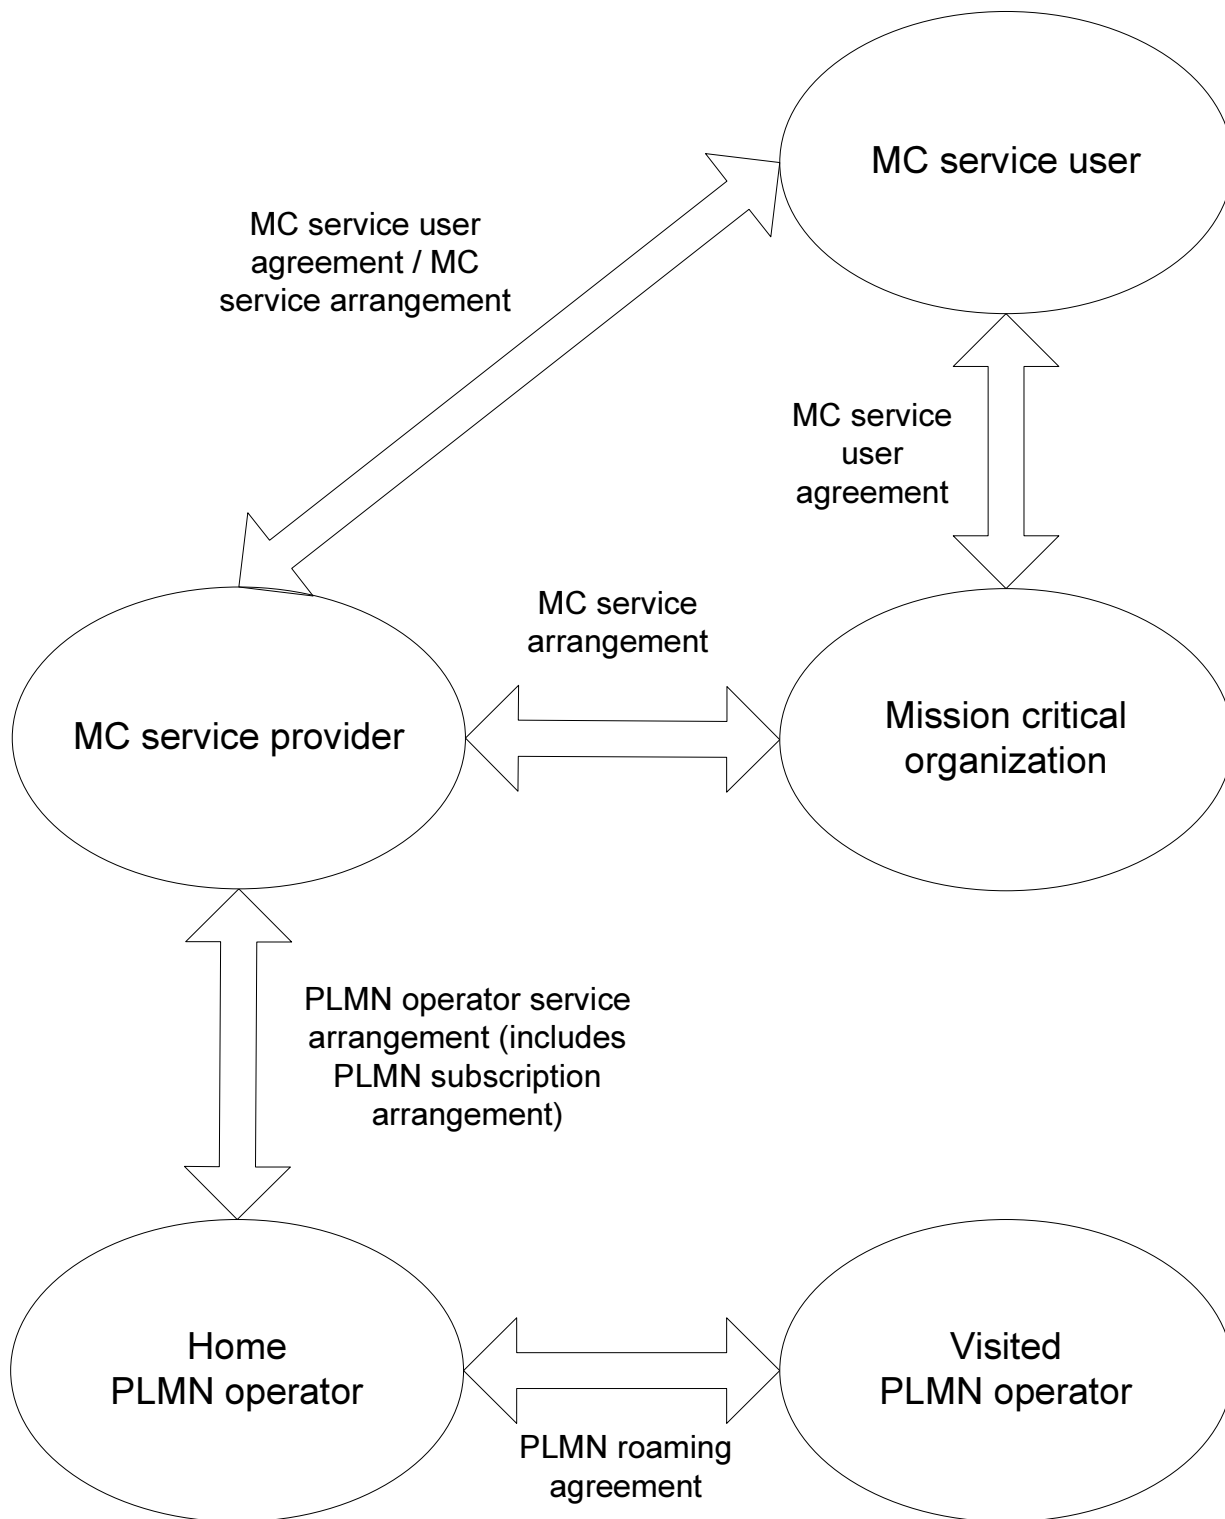 MC service user
MC service user
agreement / MC
service arrangement
MC service
user
agreement
MC service
arrangement
MC service provider
Mission critical
organization
PLMN operator service
arrangement (includes
PLMN subscription
arrangement)
Home
PLMN operator
Visited
PLMN operator
PLMN roaming
agreement